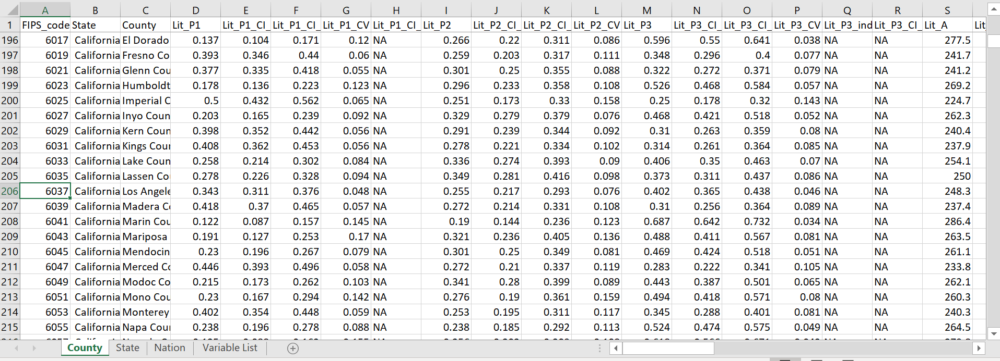 A B C D E F G H I J K L M N O P Q R S
1 FIPS_code State County Lit_P1 Lit_P1_CI_ Lit_P1_CI_ Lit_P1_CV Lit_P1_CI_ Lit_P2 Lit_P2_CI_ Lit_P2_CI_ Lit_P2_CV Lit_P3 Lit_P3_CI_ Lit_P3_CI_ Lit_P3_CV Lit_P3_ind Lit_P3_CI_ Lit_A Lit_
196 6017 California El Dorado 0.137 0.104 0.171 0.12 NA 0.266 0.22 0.311 0.086 0.596 0.55 0.641 0.038 NA NA 277.5
197 6019 California Fresno Co 0.393 0.346 0.44 0.06 NA 0.259 0.203 0.317 0.111 0.348 0.296 0.4 0.077 NA NA 241.7
198 6021 California Glenn Cou 0.377 0.335 0.418 0.055 NA 0.301 0.25 0.355 0.088 0.322 0.272 0.371 0.079 NA NA 241.2
199 6023 California Humboldt 0.178 0.136 0.223 0.123 NA 0.296 0.233 0.358 0.108 0.526 0.468 0.584 0.057 NA NA 269.2
200 6025 California Imperial C 0.5 0.432 0.562 0.065 NA 0.251 0.173 0.33 0.158 0.25 0.178 0.32 0.143 NA NA 224.7
201 6027 California Inyo Coun 0.203 0.165 0.239 0.092 NA 0.329 0.279 0.379 0.076 0.468 0.421 0.518 0.052 NA NA 262.3
202 6029 California Kern Coun 0.398 0.352 0.442 0.056 NA 0.291 0.239 0.344 0.092 0.31 0.263 0.359 0.08 NA NA 240.4
203 6031 California Kings Cou 0.408 0.362 0.453 0.056 NA 0.278 0.221 0.334 0.102 0.314 0.261 0.364 0.085 NA NA 237.9
204 6033 California Lake Coun 0.258 0.214 0.302 0.084 NA 0.336 0.274 0.393 0.09 0.406 0.35 0.463 0.07 NA NA 254.1
205 6035 California Lassen Co 0.278 0.226 0.328 0.094 NA 0.349 0.281 0.416 0.098 0.373 0.311 0.437 0.086 NA NA 250
206 6037 California Los Angele 0.343 0.311 0.376 0.048 NA 0.255 0.217 0.293 0.076 0.402 0.365 0.438 0.046 NA NA 248.3
207 6039 California Madera C 0.418 0.37 0.465 0.057 NA 0.272 0.214 0.331 0.108 0.31 0.256 0.364 0.089 NA NA 237.4
208 6041 California Marin Cou 0.122 0.087 0.157 0.145 NA 0.19 0.144 0.236 0.123 0.687 0.642 0.732 0.034 NA NA 286.4
209 6043 California Mariposa 0.191 0.127 0.253 0.17 NA 0.321 0.236 0.405 0.136 0.488 0.411 0.567 0.081 NA NA 263.5
210 6045 California Mendocin 0.23 0.196 0.267 0.079 NA 0.301 0.25 0.349 0.081 0.469 0.424 0.518 0.051 NA NA 261.1
211 6047 California Merced Co 0.446 0.393 0.496 0.058 NA 0.272 0.21 0.337 0.119 0.283 0.222 0.341 0.105 NA NA 233.8
212 6049 California Modoc Co 0.215 0.173 0.262 0.103 NA 0.341 0.28 0.399 0.089 0.443 0.387 0.501 0.065 NA NA 262.1
213 6051 California Mono Cou 0.23 0.167 0.294 0.142 NA 0.276 0.19 0.361 0.159 0.494 0.418 0.571 0.08 NA NA 260.3
214 6053 California Monterey 0.402 0.354 0.448 0.059 NA 0.253 0.195 0.311 0.117 0.345 0.288 0.401 0.081 NA NA 240.3
215 6055 California Napa Cou 0.238 0.196 0.278 0.088 NA 0.238 0.185 0.292 0.113 0.524 0.474 0.575 0.049 NA NA 264.5
County State Nation Variable List